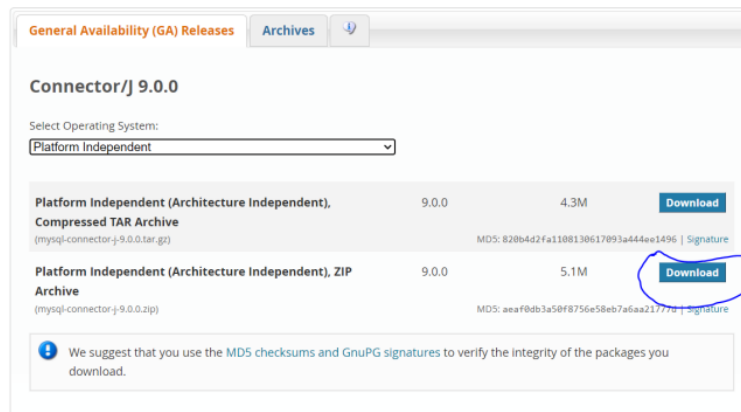 General Availability (GA) Releases Archives
Connector/J 9.0.0
Select Operating System:
Platform Independent
Platform Independent (Architecture Independent), 9.0.0 4.3M Download
Compressed TAR Archive
(mysql-connector-j-9.0.0.tar.gz) MD5: 820b4d2fa1108130617093a444ee1496 | Signature
Platform Independent (Architecture Independent), ZIP 9.0.0 5.1M Download
Archive
(mysql-connector-j-9.0.0.zip) MD5: aeaf0db3a50f8756e58eb7a6aa21777d | Signature
We suggest that you use the MD5 checksums and GnuPG signatures to verify the integrity of the packages you
download.